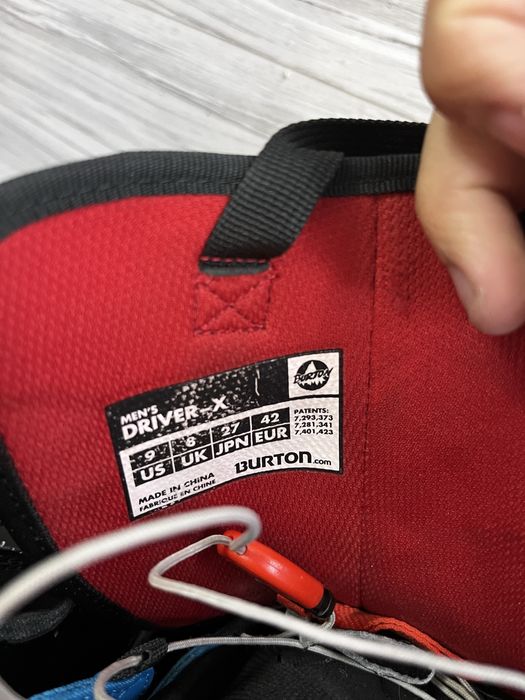 BURTON
MEN'S
DRIVER-X
9 8 27 42
US UK JPN EUR
PATENTS:
7,293,373
7,281,341
7,401,423
BURTON.com
MADE IN CHINA
FABRIQUÉ EN CHINE